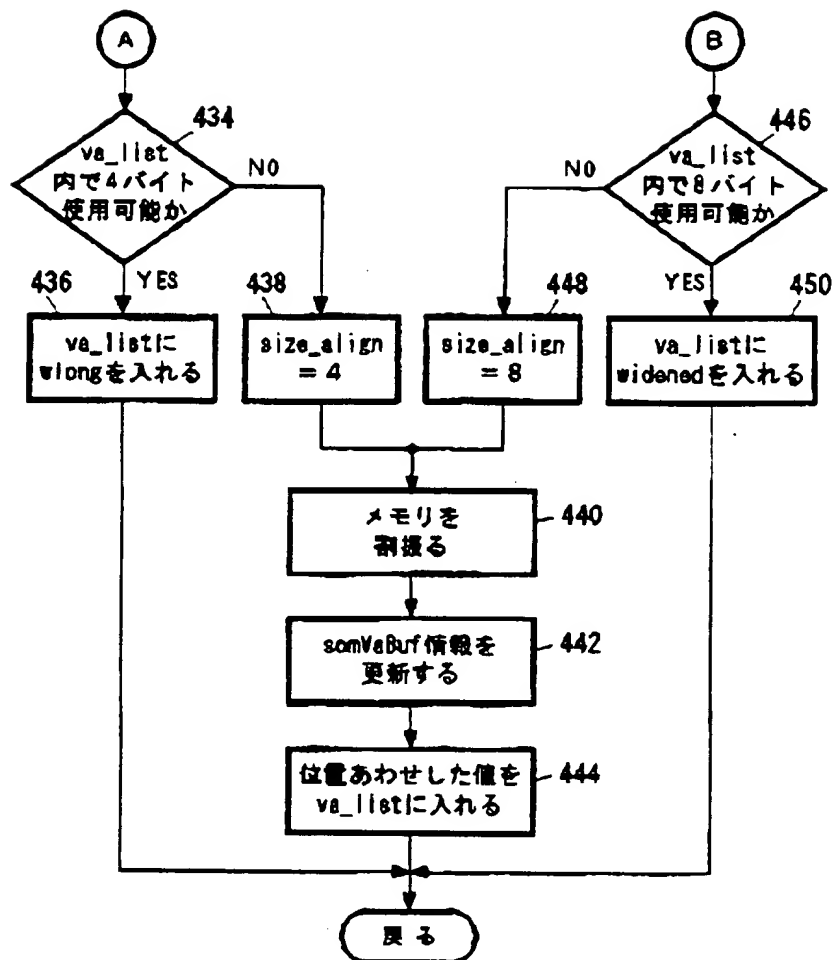 A
B
434
va_list
内で4バイト
使用可能か
NO
446
va_list
内で8バイト
使用可能か
NO
YES
YES
436
va_listに
wlongを入れる
438
size_align
= 4
448
size_align
= 8
450
va_listに
widenedを入れる
メモリを
割振る
440
somVaBuf情報を
更新する
442
位置あわせした値を
va_listに入れる
444
戻る